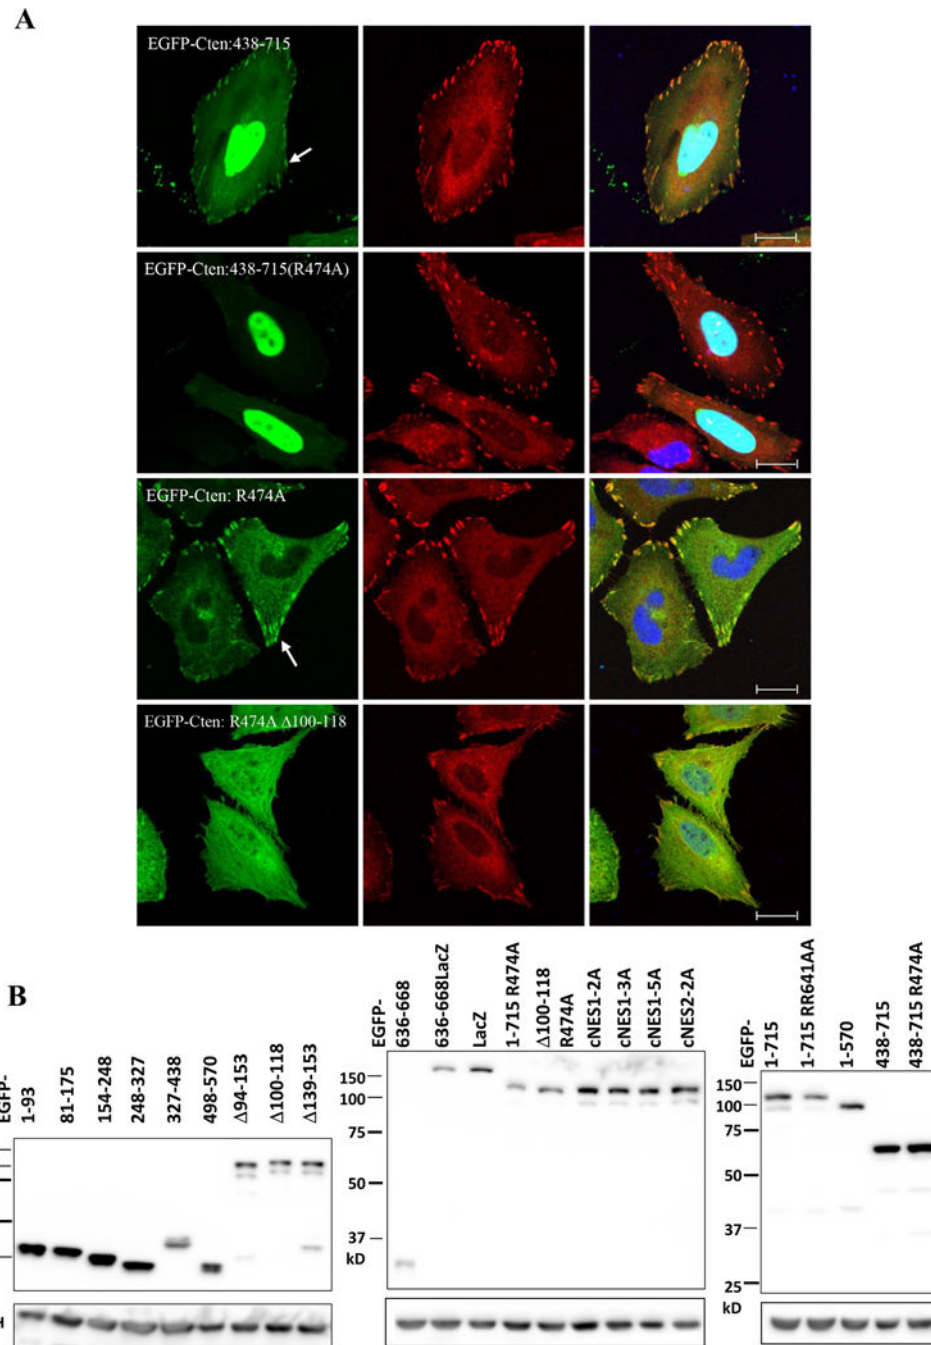 A
EGFP-Cten:438-715
EGFP-Cten:438-715(R474A)
EGFP-Cten: R474A
EGFP-Cten: R474A Δ100-118
B
EGFP-
1-93
81-175
154-248
248-327
327-438
498-570
Δ94-153
Δ100-118
Δ139-153
H
EGFP-
636-668
636-668LacZ
LacZ
1-715 R474A
Δ100-118
R474A
cNES1-2A
cNES1-3A
cNES1-5A
cNES2-2A
150
100
75
50
37
kD
EGFP-
1-715
1-715 RR641AA
1-570
438-715
438-715 R474A
150
100
75
50
37
25
kD